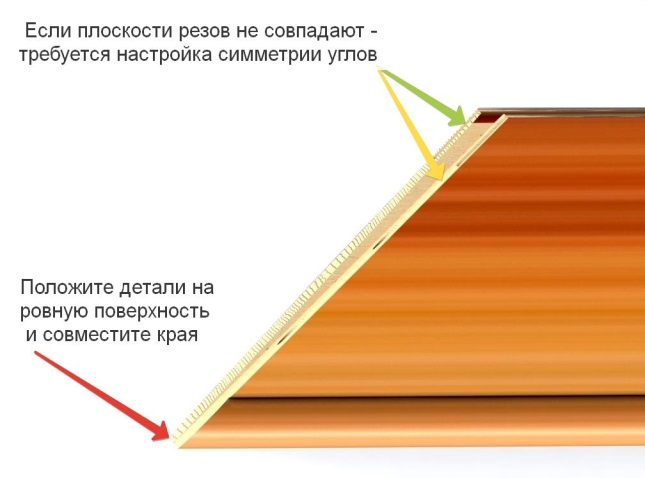 Если плоскости резов не совпадают -
требуется настройка симметрии углов
Положите детали на
ровную поверхность
и совместите края